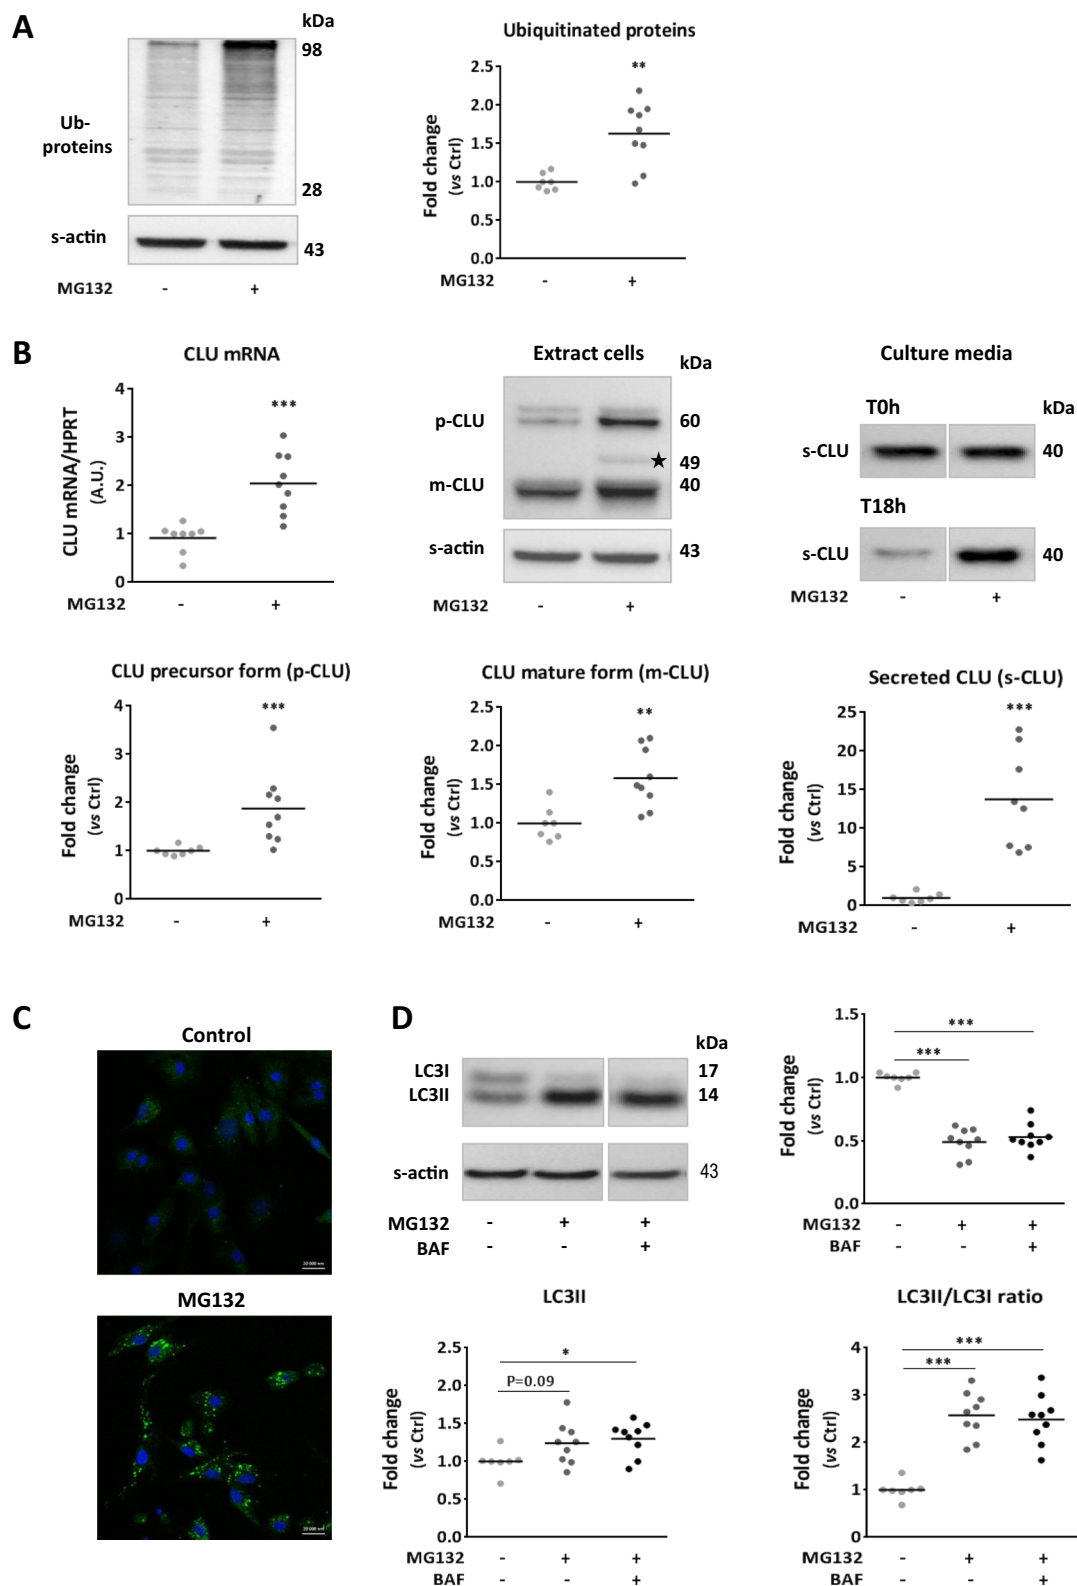 A
kDa
98
Ub-
proteins
28
s-actin
43
MG132 - +
Ubiquitinated proteins
Fold change
(vs Ctrl)
2.5
2.0
1.5
1.0
0.5
0.0
**
MG132 - +
B
CLU mRNA
CLU mRNA/HPRT
(A.U.)
4
3
2
1
0
***
MG132 - +
Extract cells
kDa
p-CLU 60
★ 49
m-CLU 40
s-actin 43
MG132 - +
Culture media
T0h
kDa
s-CLU 40
T18h
s-CLU 40
MG132 - +
CLU precursor form (p-CLU)
Fold change
(vs Ctrl)
4
3
2
1
0
***
MG132 - +
CLU mature form (m-CLU)
Fold change
(vs Ctrl)
2.5
2.0
1.5
1.0
0.5
0.0
**
MG132 - +
Secreted CLU (s-CLU)
Fold change
(vs Ctrl)
25
20
15
10
5
0
***
MG132 - +
C
Control
20 000 nm
MG132
20 000 nm
D
kDa
LC3I 17
LC3II 14
s-actin 43
MG132 - + +
BAF - - +
Fold change
(vs Ctrl)
1.5
1.0
0.5
0.0
***
***
MG132 - + +
BAF - - +
LC3II
Fold change
(vs Ctrl)
2.5
2.0
1.5
1.0
0.5
0.0
*
P=0.09
MG132 - + +
BAF - - +
LC3II/LC3I ratio
Fold change
(vs Ctrl)
4
3
2
1
0
***
***
MG132 - + +
BAF - - +